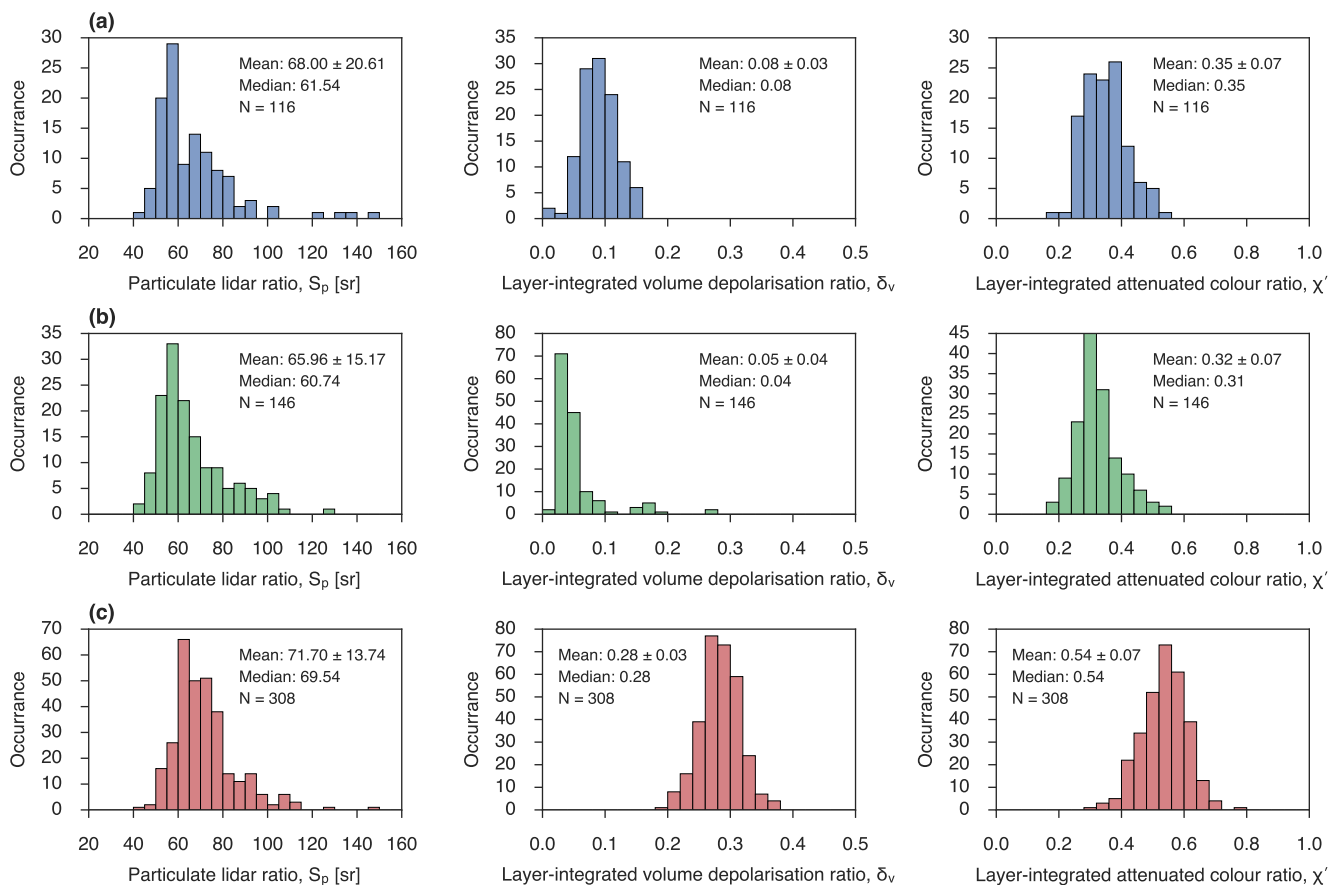 (a)
30
25
20
15
10
5
0
Occurrance
Mean: 68.00 ± 20.61
Median: 61.54
N = 116
20 40 60 80 100 120 140 160
Particulate lidar ratio, Sₚ [sr]
35
30
25
20
15
10
5
0
Occurrance
Mean: 0.08 ± 0.03
Median: 0.08
N = 116
0.0 0.1 0.2 0.3 0.4 0.5
Layer-integrated volume depolarisation ratio, δᵥ
30
25
20
15
10
5
0
Occurrance
Mean: 0.35 ± 0.07
Median: 0.35
N = 116
0.0 0.2 0.4 0.6 0.8 1.0
Layer-integrated attenuated colour ratio, χ′
(b)
35
30
25
20
15
10
5
0
Occurrance
Mean: 65.96 ± 15.17
Median: 60.74
N = 146
20 40 60 80 100 120 140 160
Particulate lidar ratio, Sₚ [sr]
80
70
60
50
40
30
20
10
0
Occurrance
Mean: 0.05 ± 0.04
Median: 0.04
N = 146
0.0 0.1 0.2 0.3 0.4 0.5
Layer-integrated volume depolarisation ratio, δᵥ
45
40
35
30
25
20
15
10
5
0
Occurrance
Mean: 0.32 ± 0.07
Median: 0.31
N = 146
0.0 0.2 0.4 0.6 0.8 1.0
Layer-integrated attenuated colour ratio, χ′
(c)
70
60
50
40
30
20
10
0
Occurrance
Mean: 71.70 ± 13.74
Median: 69.54
N = 308
20 40 60 80 100 120 140 160
Particulate lidar ratio, Sₚ [sr]
80
70
60
50
40
30
20
10
0
Occurrance
Mean: 0.28 ± 0.03
Median: 0.28
N = 308
0.0 0.1 0.2 0.3 0.4 0.5
Layer-integrated volume depolarisation ratio, δᵥ
80
70
60
50
40
30
20
10
0
Occurrance
Mean: 0.54 ± 0.07
Median: 0.54
N = 308
0.0 0.2 0.4 0.6 0.8 1.0
Layer-integrated attenuated colour ratio, χ′